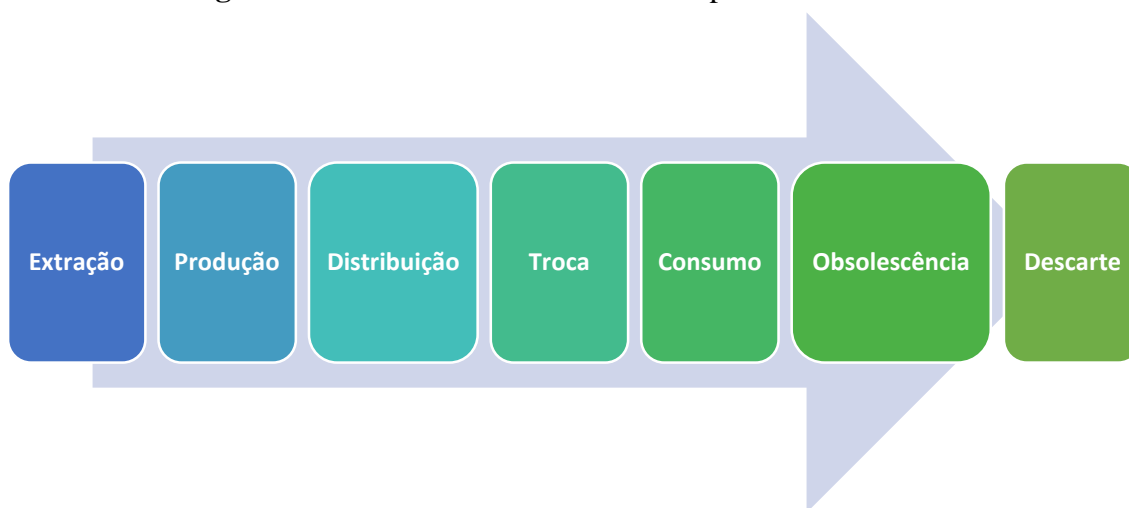 Extração
Produção
Distribuição
Troca
Consumo
Obsolescência
Descarte